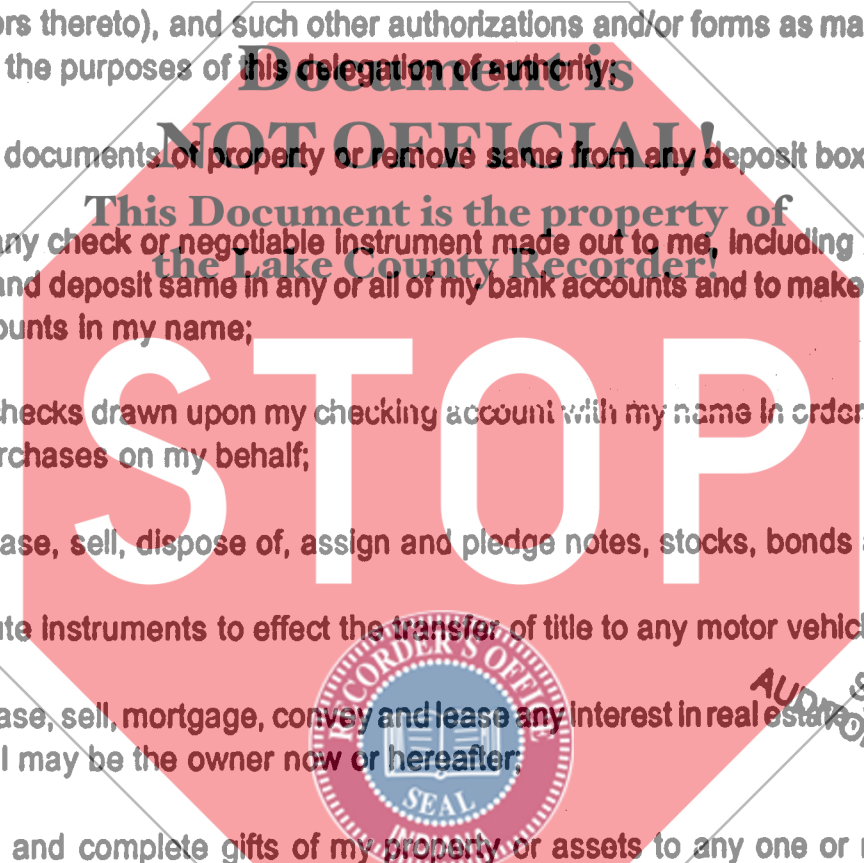 ors thereto), and such other authorizations and/or forms as ma
Document is
the purposes of this delegation of authority;
NOT OFFICIAL!
documents of property or remove same from any deposit box
This Document is the property of
any check or negotiable instrument made out to me, including
the Lake County Recorder!
and deposit same in any or all of my bank accounts and to make
ounts in my name;
STOP
hecks drawn upon my checking account with my name in order
rchases on my behalf;
ase, sell, dispose of, assign and pledge notes, stocks, bonds
ute instruments to effect the transfer of title to any motor vehicl
RECORDER'S OFFICE
AUDITOR
ase, sell, mortgage, convey and lease any interest in real estate
I may be the owner now or hereafter;
SEAL
INDIANA
and complete gifts of my property or assets to any one or